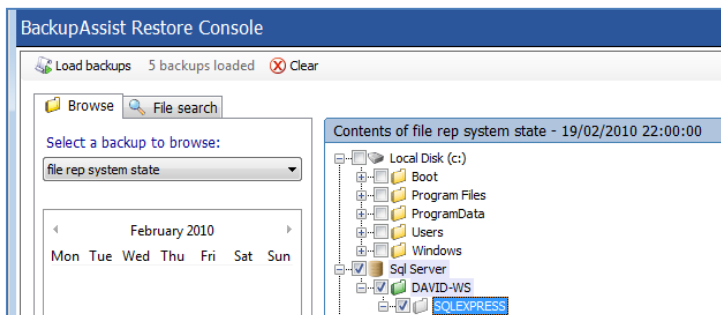 BackupAssist Restore Console
Load backups 5 backups loaded Clear
Browse File search
Select a backup to browse:
file rep system state
February 2010
Mon Tue Wed Thu Fri Sat Sun
Contents of file rep system state - 19/02/2010 22:00:00
Local Disk (c:)
Boot
Program Files
ProgramData
Users
Windows
Sql Server
DAVID-WS
SQLEXPRESS